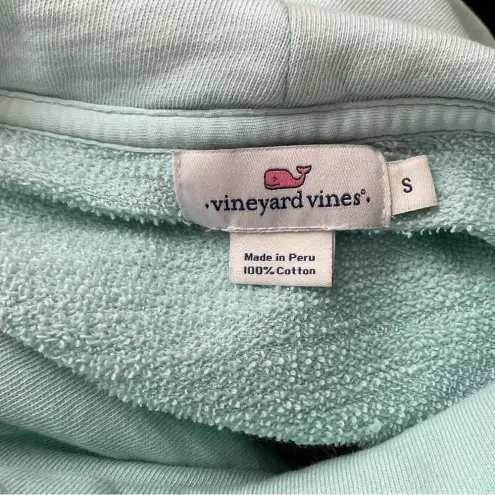 ·vineyard vines®
S
Made in Peru
100% Cotton